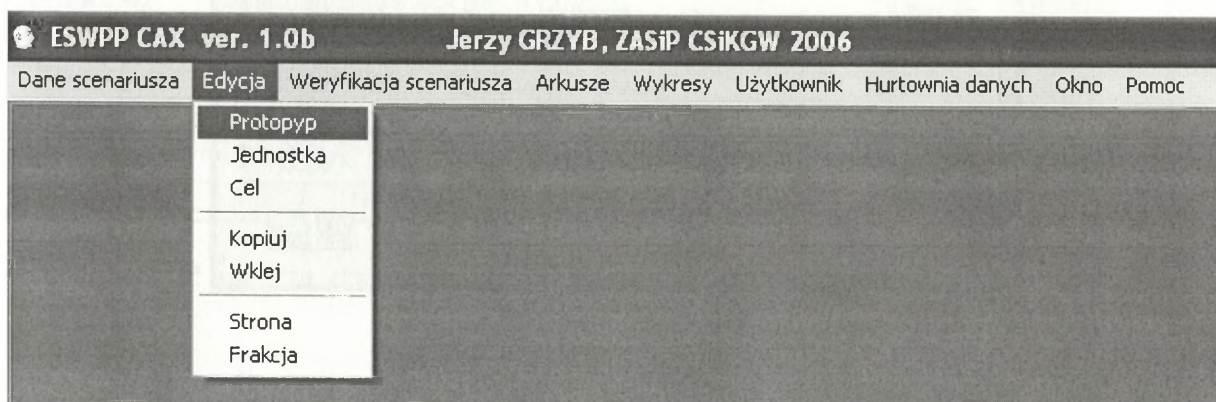 ESWPP CAX ver. 1.0b Jerzy GRZYB, ZASiP CSiKGW 2006
Dane scenariusza Edycja Weryfikacja scenariusza Arkusze Wykresy Użytkownik Hurtownia danych Okno Pomoc
Protopyp
Jednostka
Cel
Kopiuj
Wklej
Strona
Frakcja